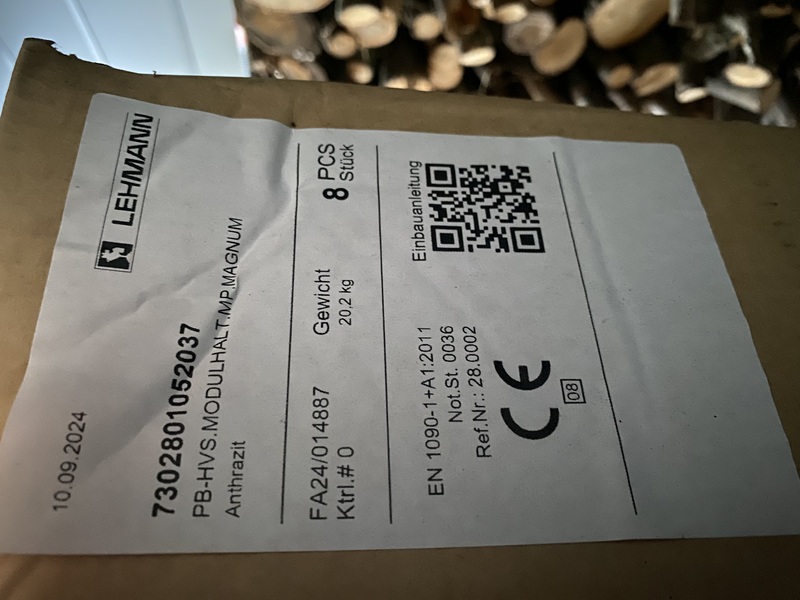 LEHMANN
10.09.2024
7302801052037
PB-HVS.MODULHALT.MP.MAGNUM
Anthrazit
FA24/014887
Ktrl.# 0
Gewicht
20,2 kg
8 PCS
Stück
EN 1090-1+A1:2011
Not.St. 0036
Ref.Nr.: 28.0002
CE
08
Einbauanleitung